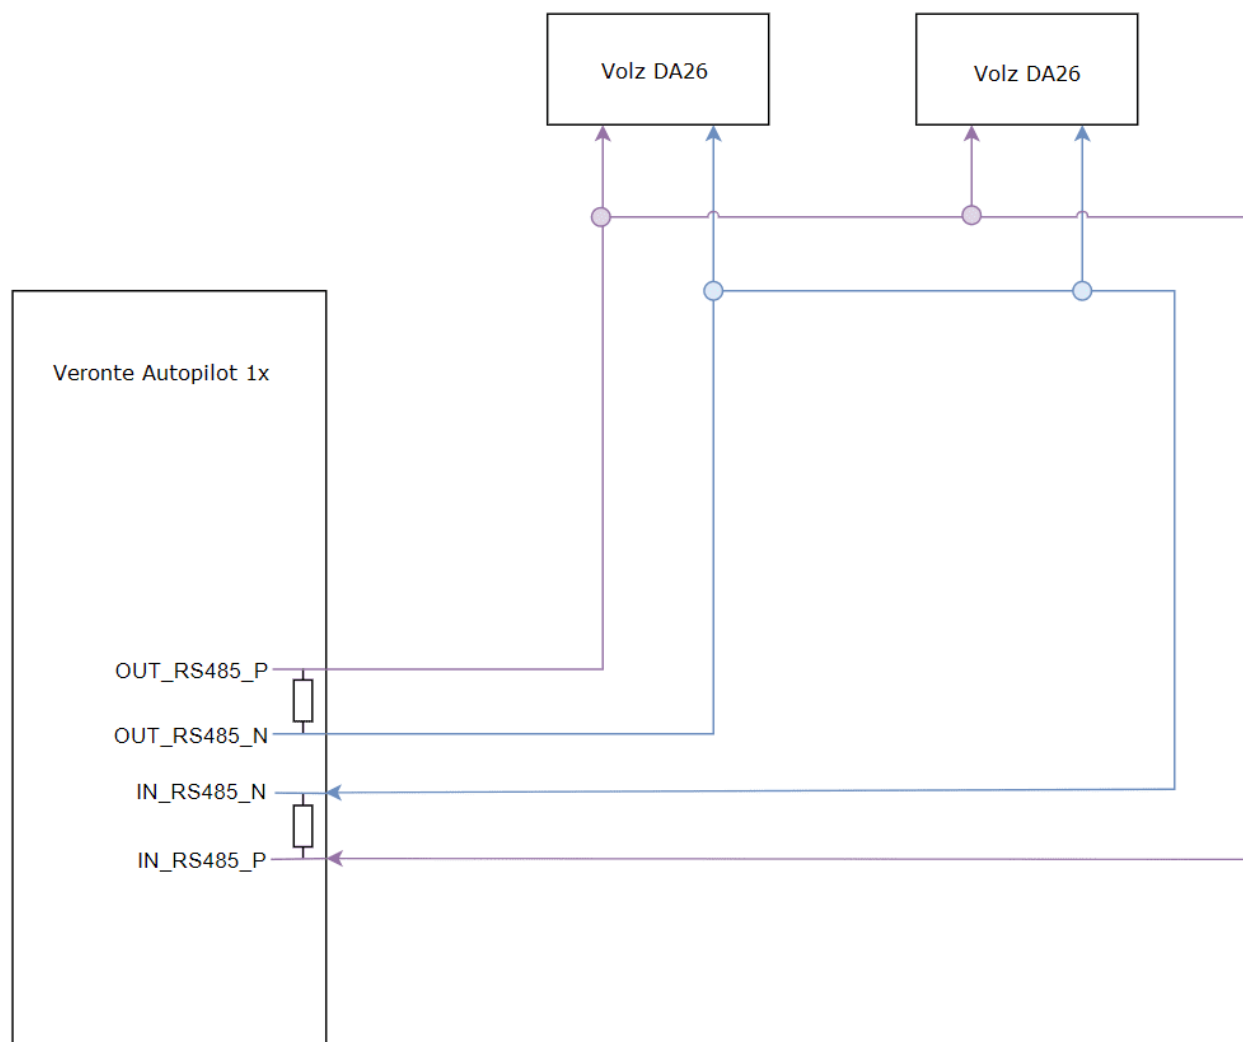 Volz DA26
Volz DA26
Veronte Autopilot 1x
OUT_RS485_P
OUT_RS485_N
IN_RS485_N
IN_RS485_P